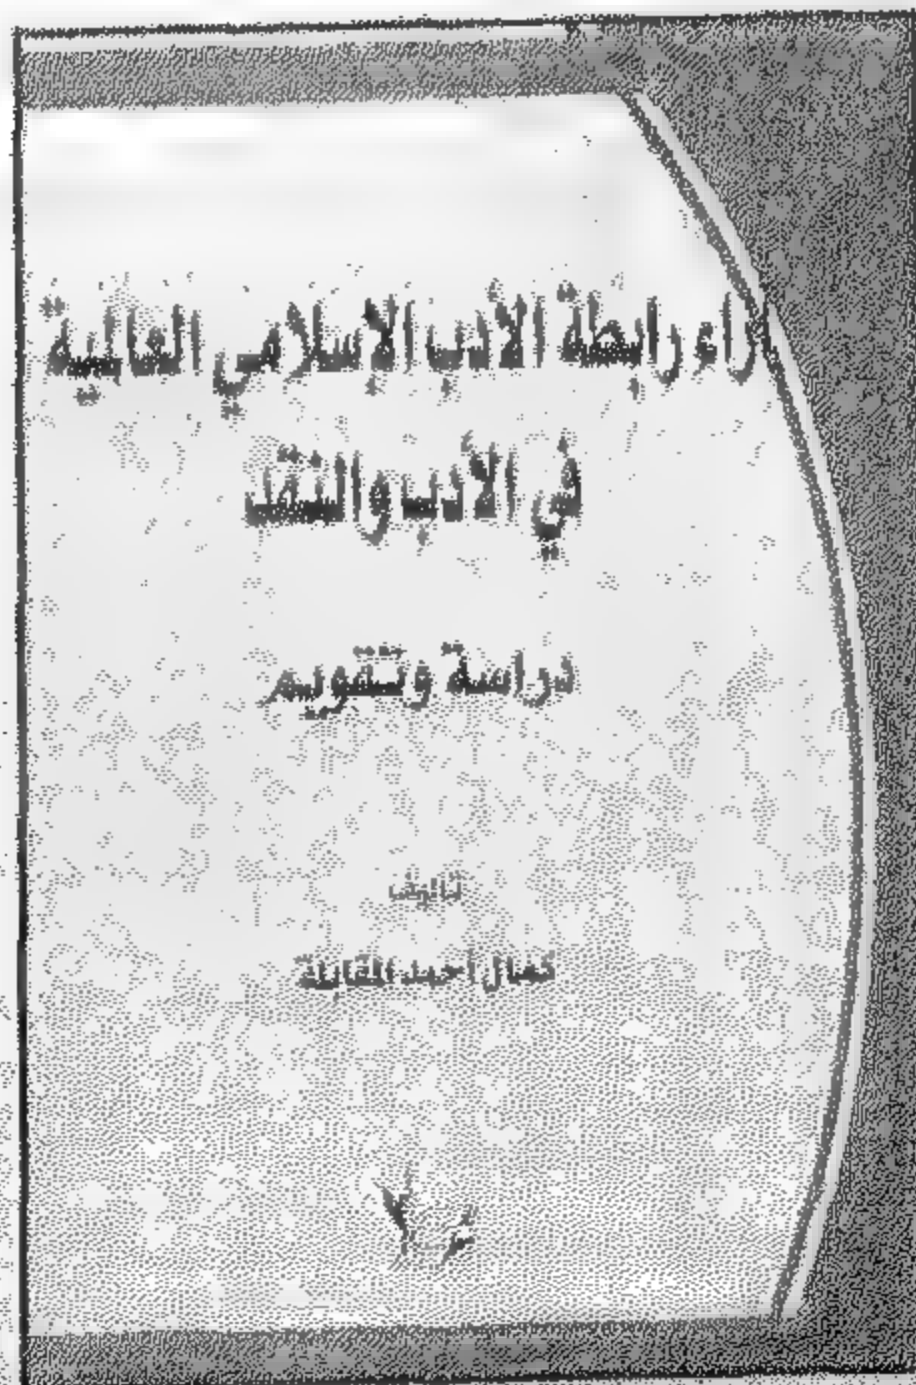 آراء رابطة الأدب الإسلامي العالمية
في الأدب والنقد
دراسة وتقويم
تأليف
كمال أحمد المقابلة